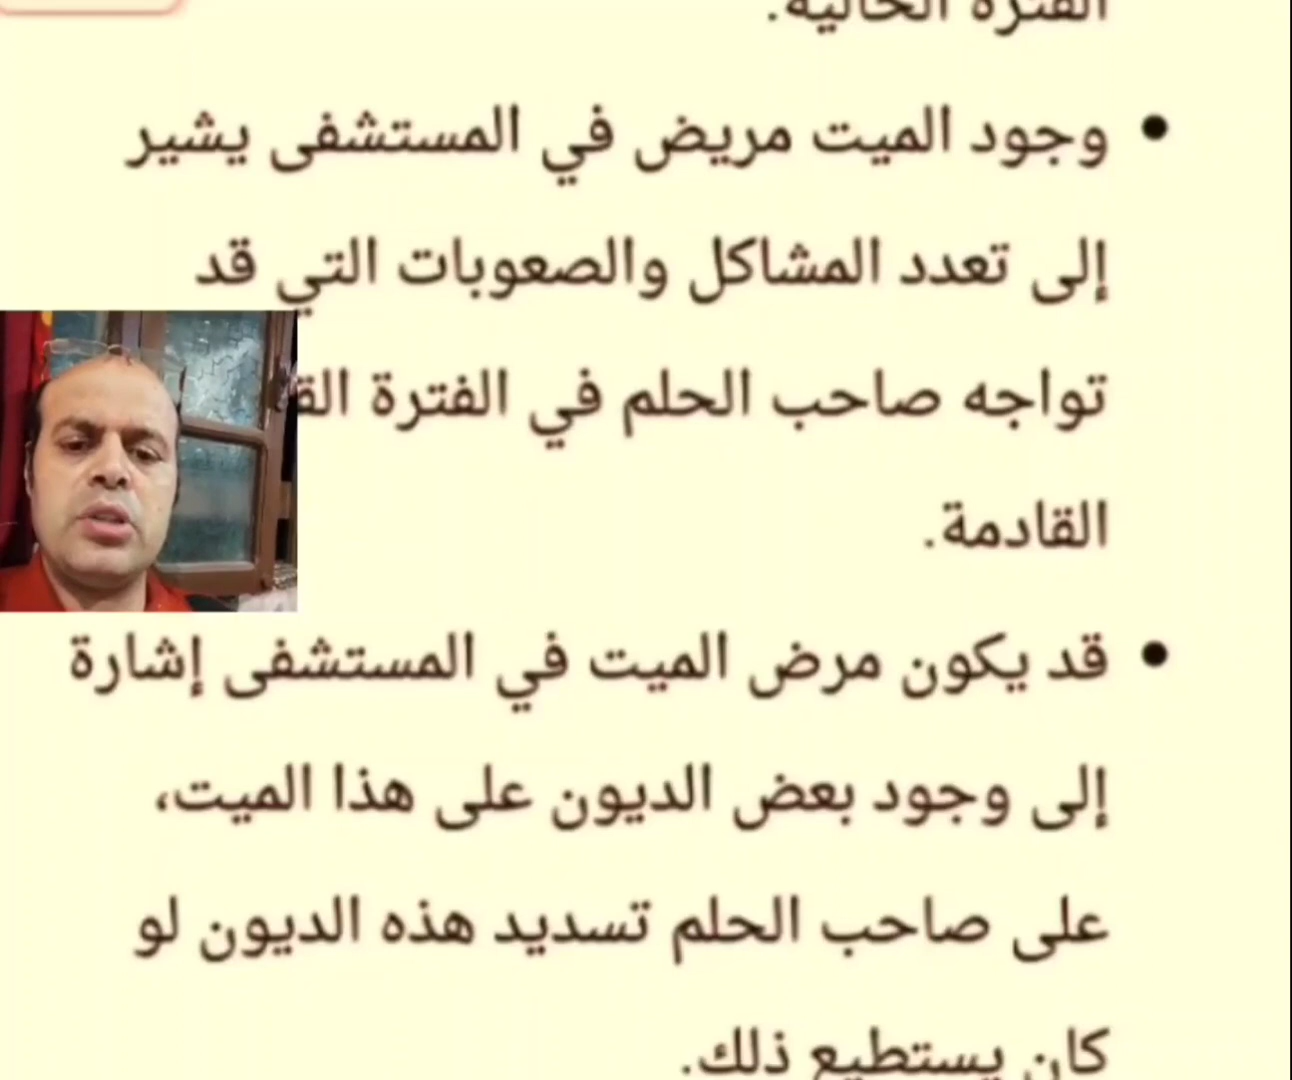 الفترة الحالية.
• وجود الميت مريض في المستشفى يشير
إلى تعدد المشاكل والصعوبات التي قد
تواجه صاحب الحلم في الفترة
القادمة.
• قد يكون مرض الميت في المستشفى إشارة
إلى وجود بعض الديون على هذا الميت،
على صاحب الحلم تسديد هذه الديون لو
كان يستطيع ذلك.